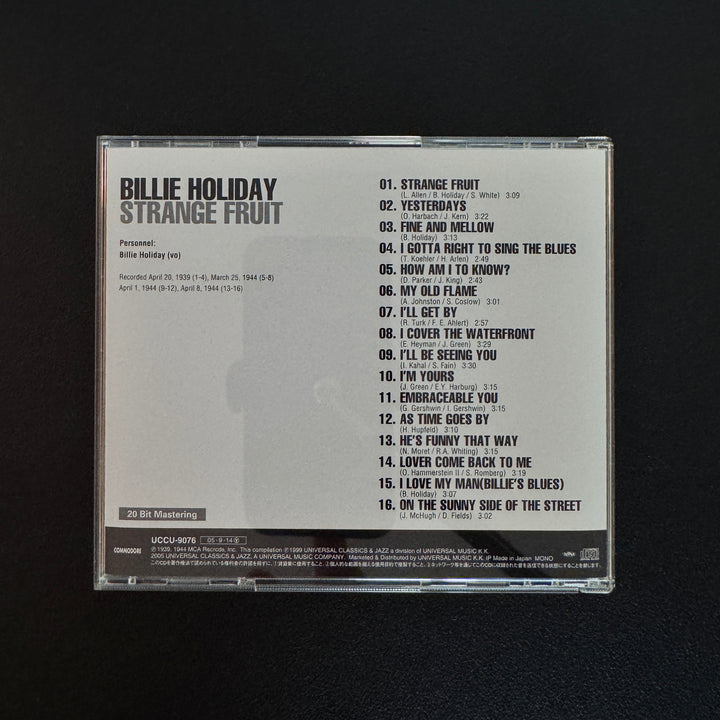 BILLIE HOLIDAY
STRANGE FRUIT
Personnel:
Billie Holiday (vo)
Recorded April 20, 1939 (1-4), March 25, 1944 (5-8)
April 1, 1944 (9-12), April 8, 1944 (13-16)
20 Bit Mastering
01. STRANGE FRUIT
(L. Allen / B. Holiday / S. White) 3:09
02. YESTERDAYS
(O. Harbach / J. Kern) 3:22
03. FINE AND MELLOW
(B. Holiday) 3:13
04. I GOTTA RIGHT TO SING THE BLUES
(T. Koehler / H. Arlen) 2:49
05. HOW AM I TO KNOW?
(D. Parker / J. King) 2:43
06. MY OLD FLAME
(A. Johnston / S. Coslow) 3:01
07. I'LL GET BY
(R. Turk / F. E. Ahlert) 2:57
08. I COVER THE WATERFRONT
(E. Heyman / J. Green) 3:29
09. I'LL BE SEEING YOU
(I. Kahal / S. Fain) 3:30
10. I'M YOURS
(J. Green / E.Y. Harburg) 3:15
11. EMBRACEABLE YOU
(G. Gershwin / I. Gershwin) 3:15
12. AS TIME GOES BY
(H. Hupfeld) 3:10
13. HE'S FUNNY THAT WAY
(N. Moret / R.A. Whiting) 3:15
14. LOVER COME BACK TO ME
(O. Hammerstein II / S. Romberg) 3:19
15. I LOVE MY MAN(BILLIE'S BLUES)
(B. Holiday) 3:07
16. ON THE SUNNY SIDE OF THE STREET
(J. McHugh / D. Fields) 3:02
UCCU-9076 05・9・14
COMMODORE
℗ 1939, 1944 MCA Records, Inc. This compilation ℗ 1999 UNIVERSAL CLASSICS & JAZZ a division of UNIVERSAL MUSIC K.K.
2005 UNIVERSAL CLASSICS & JAZZ, A UNIVERSAL MUSIC COMPANY. Marketed & Distributed by UNIVERSAL MUSIC K.K. IP Made in Japan MONO